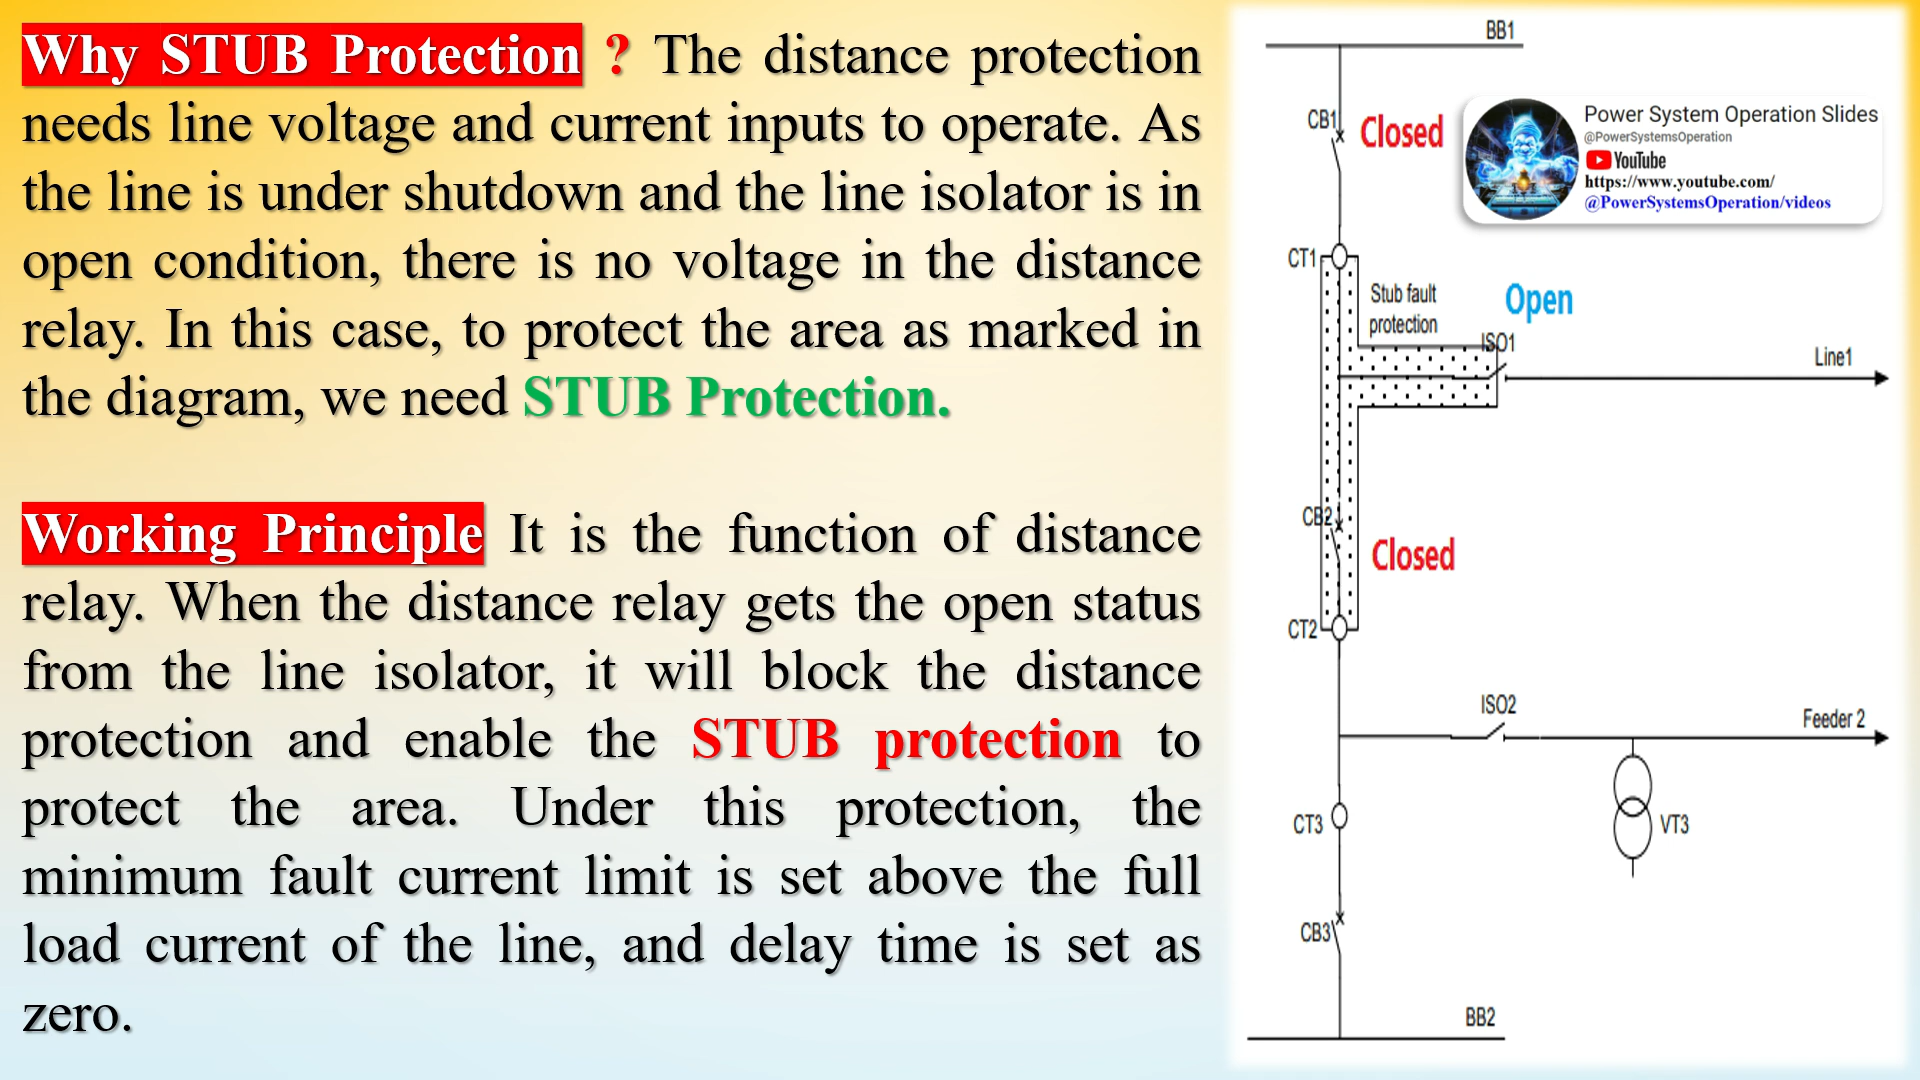 Why STUB Protection ? The distance protection
needs line voltage and current inputs to operate. As
the line is under shutdown and the line isolator is in
open condition, there is no voltage in the distance
relay. In this case, to protect the area as marked in
the diagram, we need STUB Protection.
Working Principle It is the function of distance
relay. When the distance relay gets the open status
from the line isolator, it will block the distance
protection and enable the STUB protection to
protect the area. Under this protection, the
minimum fault current limit is set above the full
load current of the line, and delay time is set as
zero.
BB1
CB1
Closed
Power System Operation Slides
@PowerSystemsOperation
YouTube
https://www.youtube.com/
@PowerSystemsOperation/videos
CT1
Stub fault
protection
Open
ISO1
Line1
CB2
Closed
CT2
ISO2
Feeder 2
CT3
VT3
CB3
BB2